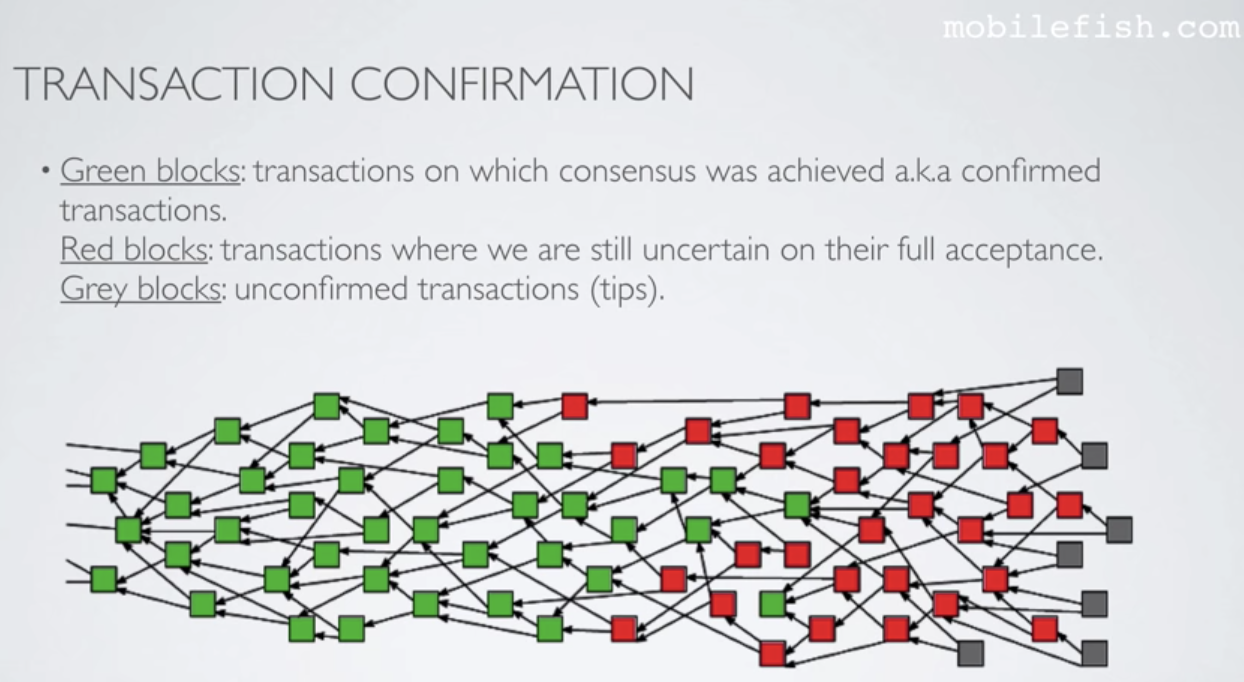 mobilefish.com
TRANSACTION CONFIRMATION
• Green blocks: transactions on which consensus was achieved a.k.a confirmed
transactions.
Red blocks: transactions where we are still uncertain on their full acceptance.
Grey blocks: unconfirmed transactions (tips).